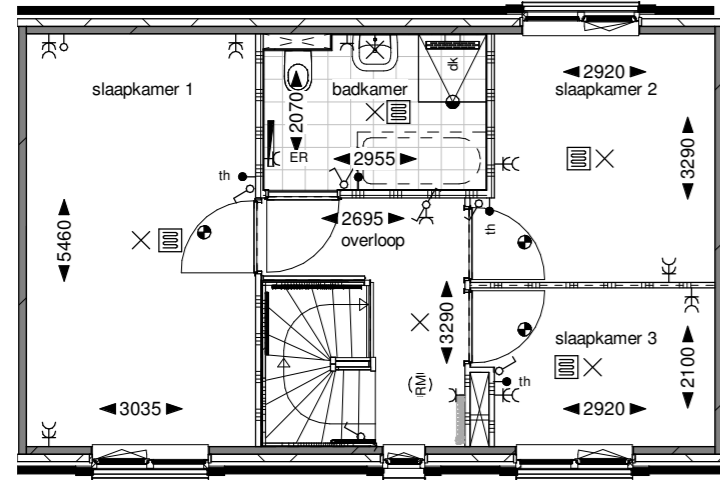 slaapkamer 1
badkamer
dk
2920
slaapkamer 2
2070
ER
2955
3290
th
th
2695
overloop
5460
3290
slaapkamer 3
2100
(RM)
th
3035
2920